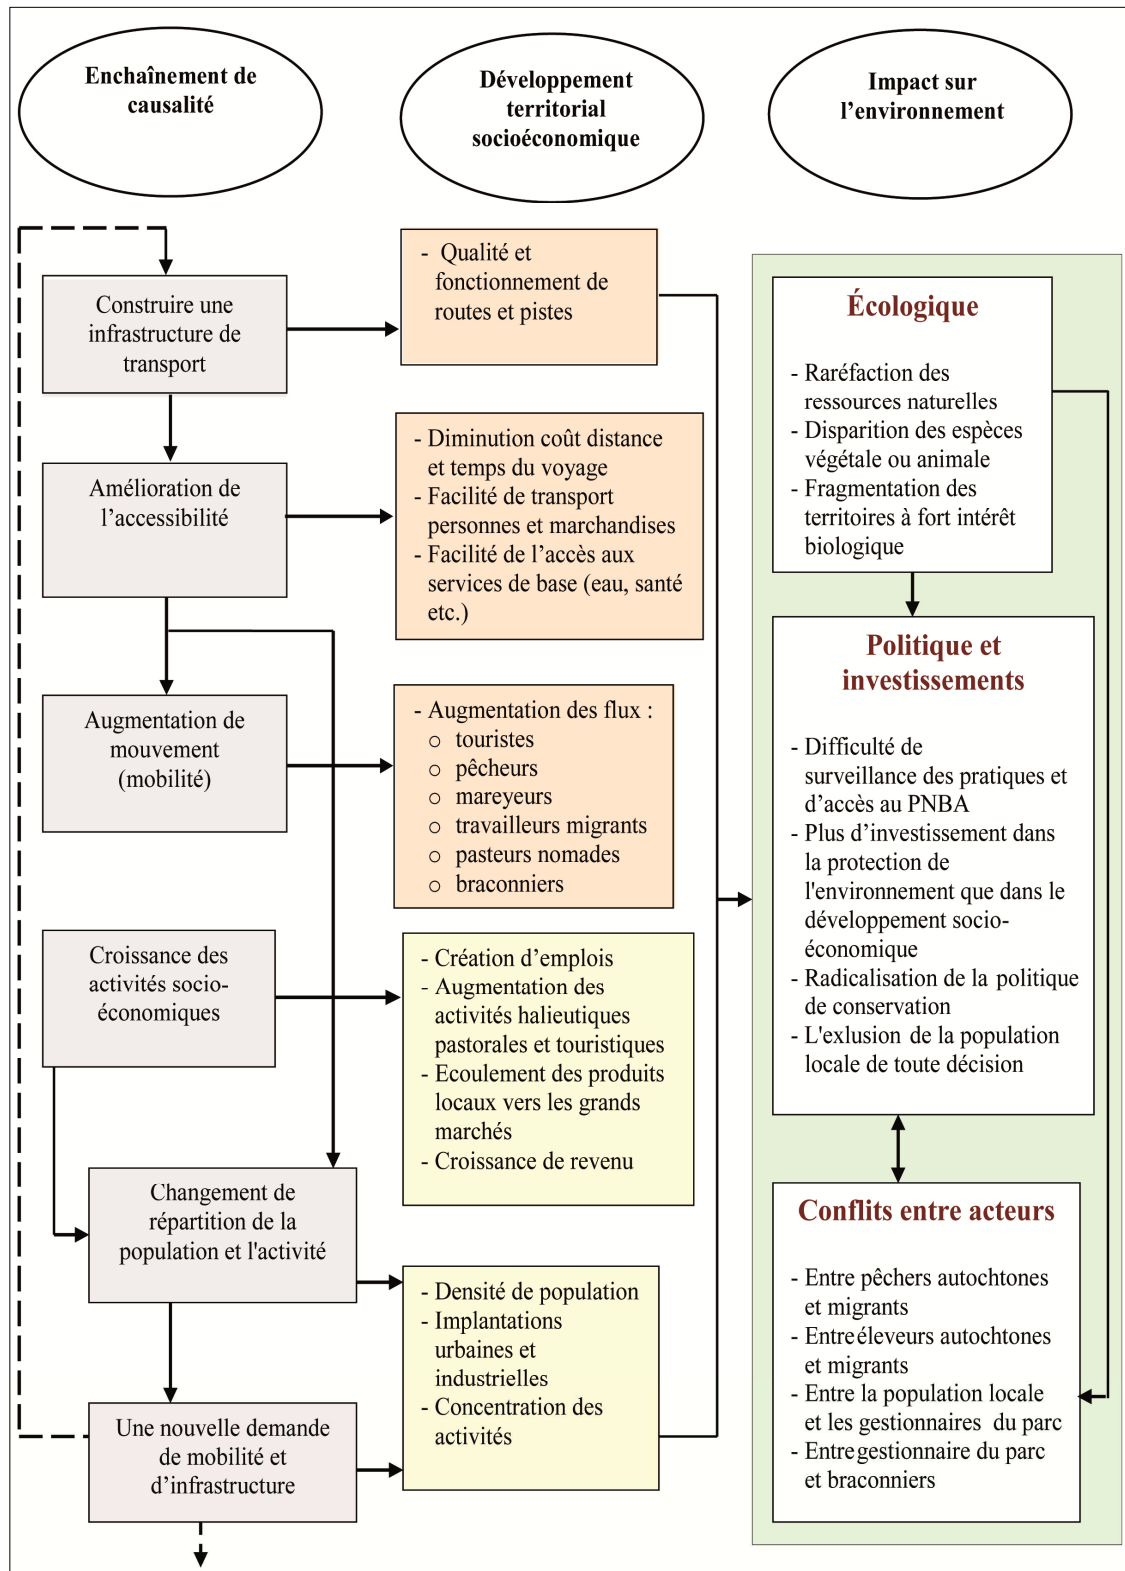 Enchaînement de
causalité
Développement
territorial
socioéconomique
Impact sur
l’environnement
Construire une
infrastructure de
transport
Amélioration de
l’accessibilité
Augmentation de
mouvement
(mobilité)
Croissance des
activités socio-
économiques
Changement de
répartition de la
population et l'activité
Une nouvelle demande
de mobilité et
d’infrastructure
- Qualité et
fonctionnement de
routes et pistes
- Diminution coût distance
et temps du voyage
- Facilité de transport
personnes et marchandises
- Facilité de l’accès aux
services de base (eau, santé
etc.)
- Augmentation des flux :
o touristes
o pêcheurs
o mareyeurs
o travailleurs migrants
o pasteurs nomades
o braconniers
- Création d’emplois
- Augmentation des
activités halieutiques
pastorales et touristiques
- Ecoulement des produits
locaux vers les grands
marchés
- Croissance de revenu
- Densité de population
- Implantations
urbaines et
industrielles
- Concentration des
activités
Écologique
- Raréfaction des
ressources naturelles
- Disparition des espèces
végétale ou animale
- Fragmentation des
territoires à fort intérêt
biologique
Politique et
investissements
- Difficulté de
surveillance des pratiques et
d’accès au PNBA
- Plus d’investissement dans
la protection de
l'environnement que dans le
développement socio-
économique
- Radicalisation de la politique
de conservation
- L'exlusion de la population
locale de toute décision
Conflits entre acteurs
- Entre pêchers autochtones
et migrants
- Entre éleveurs autochtones
et migrants
- Entre la population locale
et les gestionnaires du parc
- Entre gestionnaire du parc
et braconniers